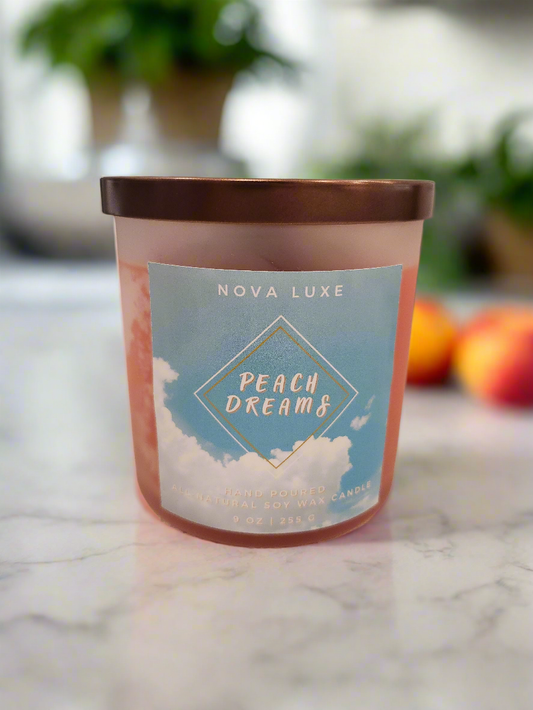 NOVA LUXE
PEACH
DREAMS
HAND POURED
NATURAL SOY WAX CANDLE
9 OZ | 255 G